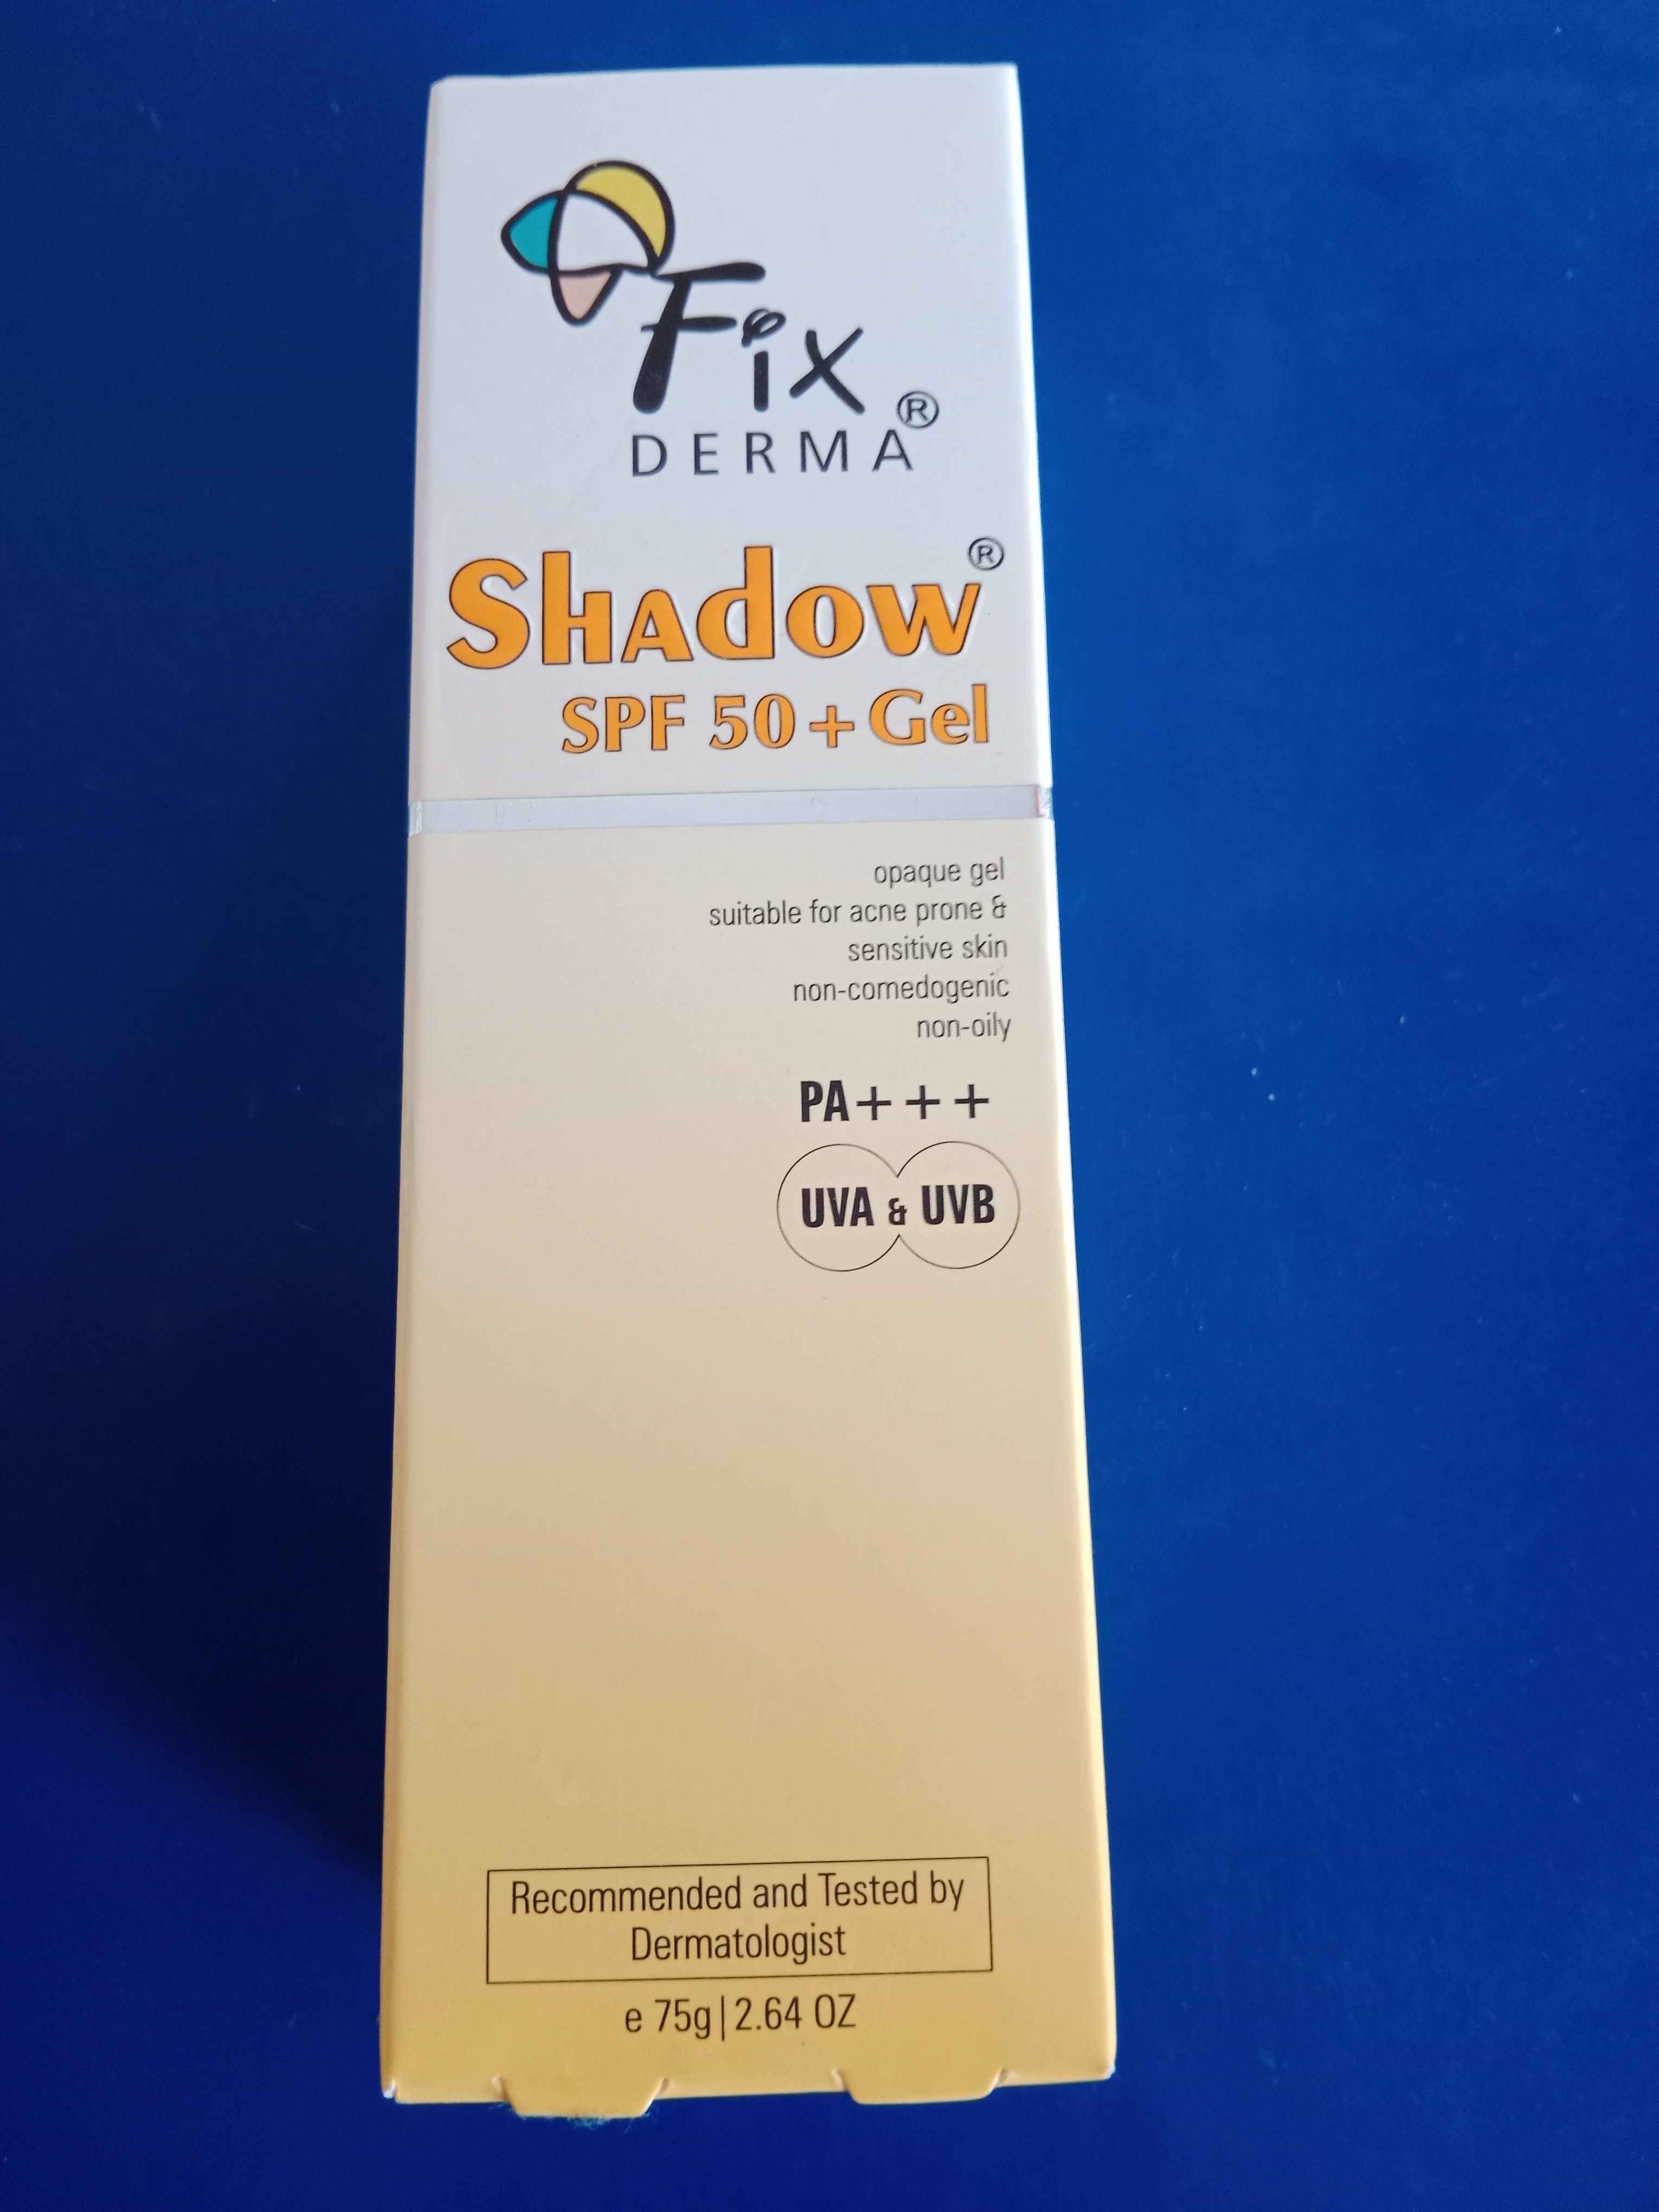 Fix
DERMA®
Shadow®
SPF 50+ Gel
opaque gel
suitable for acne prone &
sensitive skin
non-comedogenic
non-oily
PA+++
UVA & UVB
Recommended and Tested by
Dermatologist
e 75g|2.64 OZ